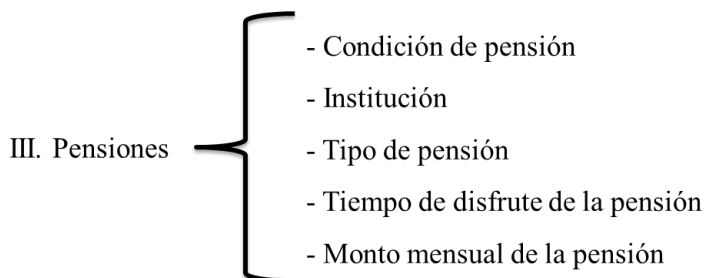 - Condición de pensión
- Institución
III. Pensiones
- Tipo de pensión
- Tiempo de disfrute de la pensión
- Monto mensual de la pensión